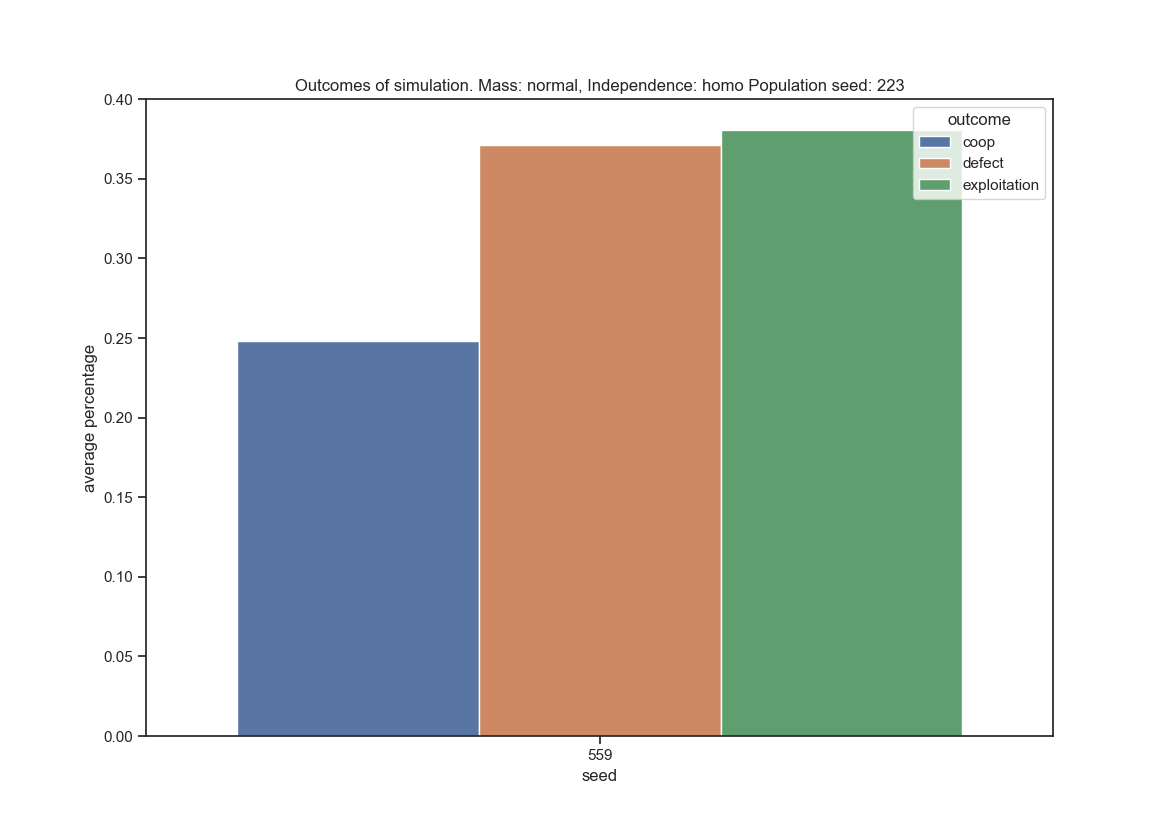 Outcomes of simulation. Mass: normal, Independence: homo Population seed: 223
0.40
0.35
0.30
0.25
0.20
0.15
0.10
0.05
0.00
average percentage
outcome
coop
defect
exploitation
559
seed